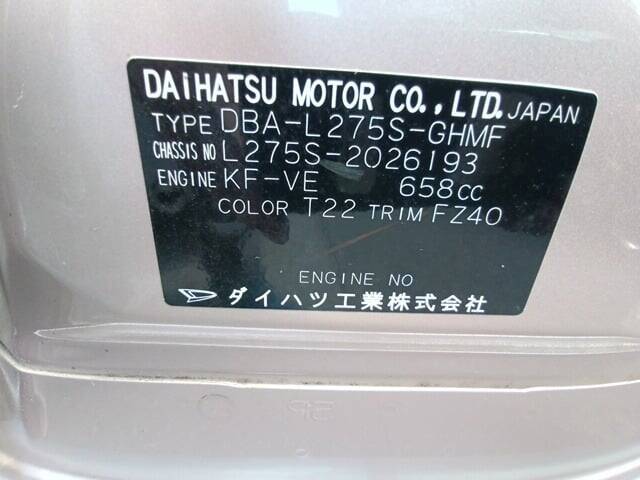 DAIHATSU MOTOR CO., LTD. JAPAN
TYPE DBA-L275S-GHMF
CHASSIS NO L275S-2026193
ENGINE KF-VE 658CC
COLOR T22 TRIM FZ40
ENGINE NO
ダイハツ工業株式会社